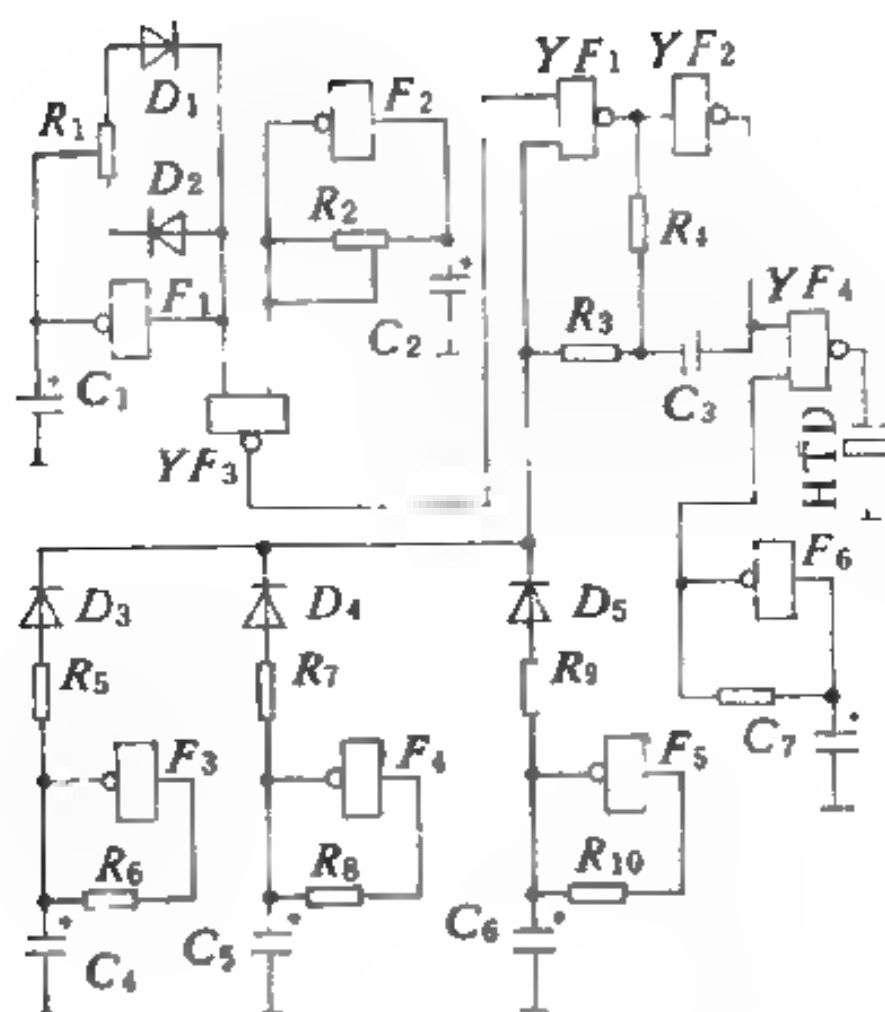 YF₁ YF₂
D₁
F₂
R₁
D₂
R₂
R₄
F₁
YF₄
R₃
C₂
C₁
C₃
YF₃
HTD
F₆
D₃
D₄
D₅
R₅
R₇
R₉
C₇
F₃
F₄
F₅
R₆
R₈
R₁₀
C₄
C₅
C₆